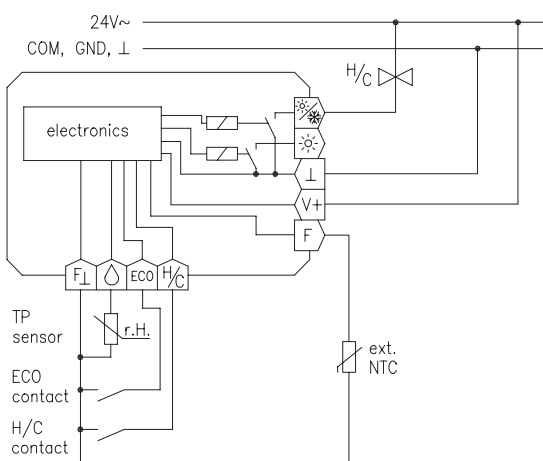 24V~
COM, GND, ⊥
H/C
electronics
⊥
V+
F
F⊥
ECO
H/C
TP
sensor
r.H.
ext.
NTC
ECO
contact
H/C
contact